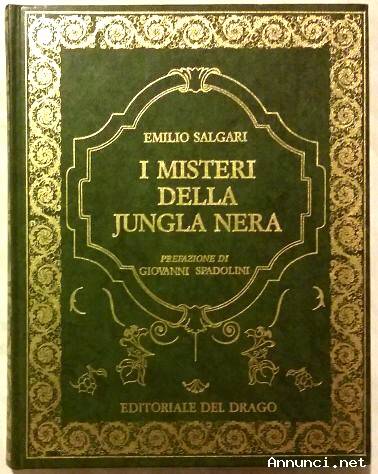 EMILIO SALGARI
I MISTERI
DELLA
JUNGLA NERA
PREFAZIONE DI
GIOVANNI SPADOLINI
EDITORIALE DEL DRAGO
Annunci.net